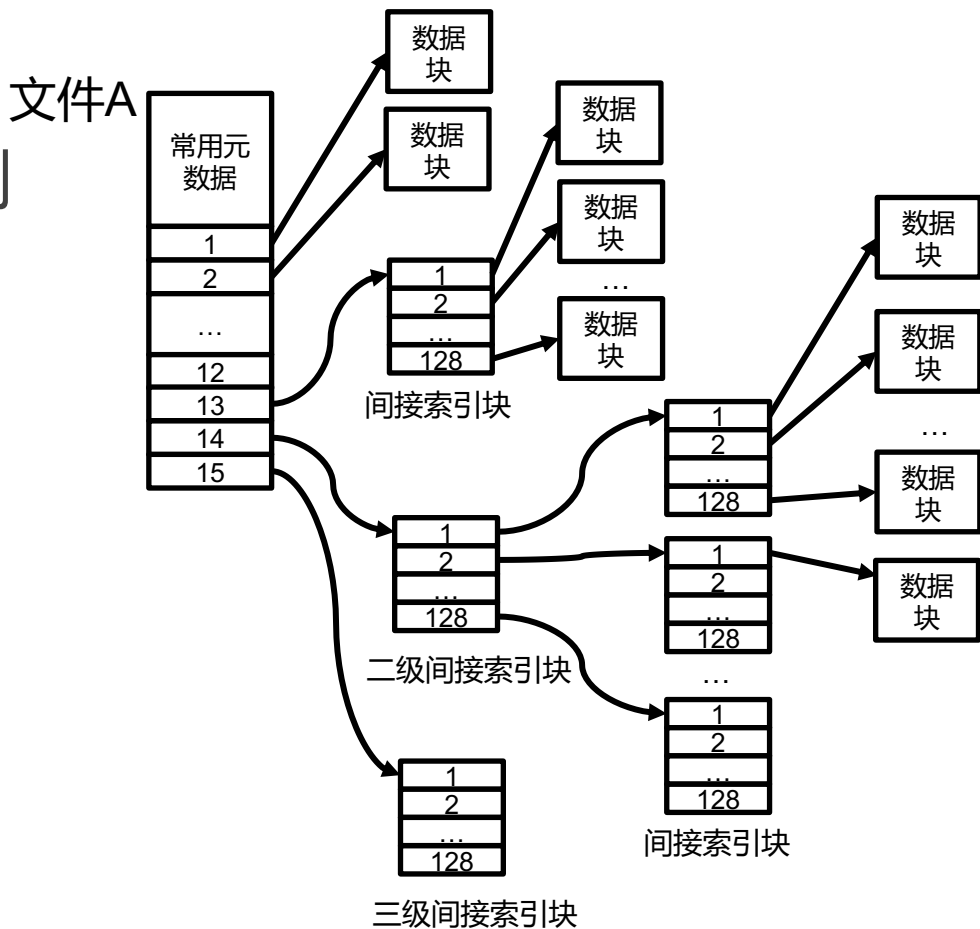 文件A
常用元
数据
1
2
…
12
13
14
15
数据
块
数据
块
1
2
…
128
间接索引块
数据
块
数据
块
…
数据
块
1
2
…
128
二级间接索引块
1
2
…
128
1
2
…
128
…
1
2
…
128
间接索引块
数据
块
数据
块
…
数据
块
数据
块
1
2
…
128
三级间接索引块